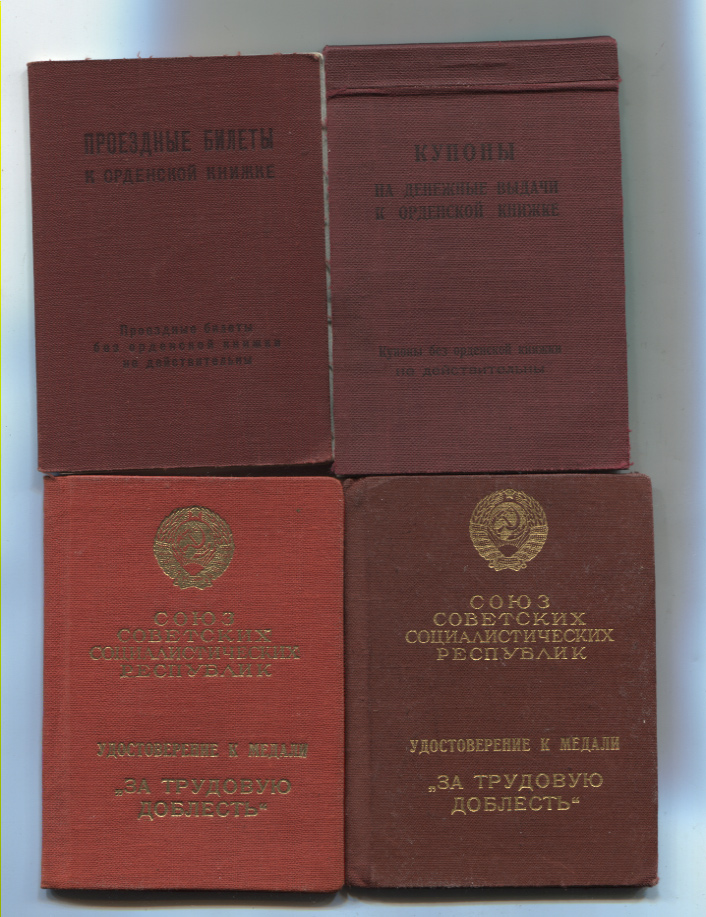 ПРОЕЗДНЫЕ БИЛЕТЫ
К ОРДЕНСКОЙ КНИЖКЕ
Проездные билеты
без орденской книжки
не действительны
КУПОНЫ
НА ДЕНЕЖНЫЕ ВЫДАЧИ
К ОРДЕНСКОЙ КНИЖКЕ
Купоны без орденской книжки
не действительны
СОЮЗ
СОВЕТСКИХ
СОЦИАЛИСТИЧЕСКИХ
РЕСПУБЛИК
УДОСТОВЕРЕНИЕ К МЕДАЛИ
„ЗА ТРУДОВУЮ
ДОБЛЕСТЬ“
СОЮЗ
СОВЕТСКИХ
СОЦИАЛИСТИЧЕСКИХ
РЕСПУБЛИК
УДОСТОВЕРЕНИЕ К МЕДАЛИ
„ЗА ТРУДОВУЮ
ДОБЛЕСТЬ“